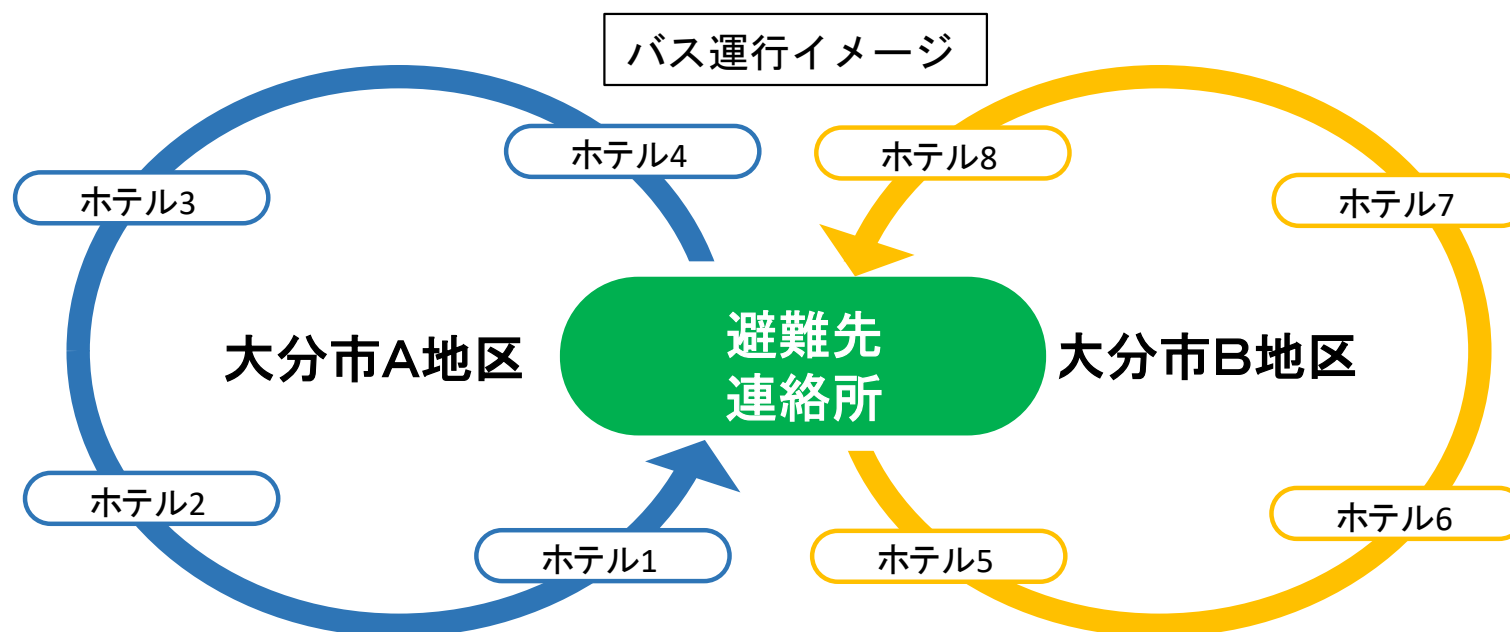 バス運行イメージ
ホテル4
ホテル8
ホテル3
ホテル7
避難先
連絡所
大分市A地区
大分市B地区
ホテル2
ホテル6
ホテル1
ホテル5